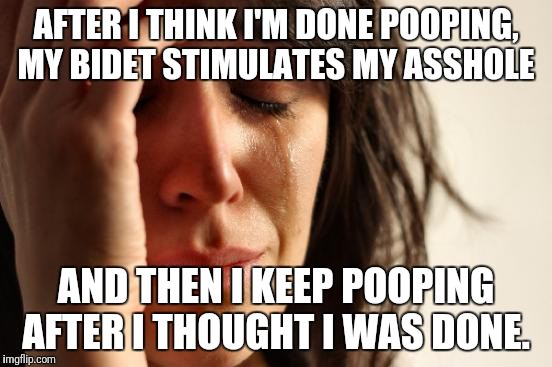 AFTER I THINK I'M DONE POOPING,
MY BIDET STIMULATES MY ASSHOLE
AND THEN I KEEP POOPING
AFTER I THOUGHT I WAS DONE.
imgflip.com